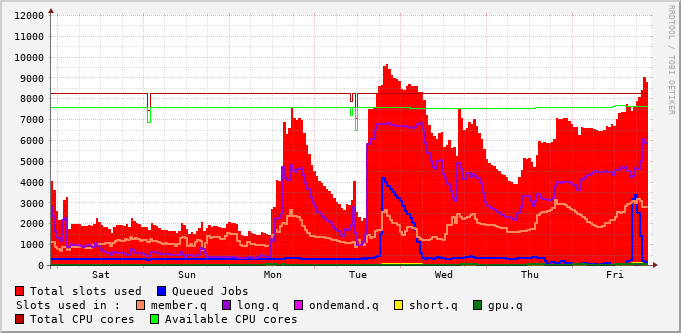 12000
11000
10000
9000
8000
7000
6000
5000
4000
3000
2000
1000
0
Sat Sun Mon Tue Wed Thu Fri
Total slots used Queued Jobs
Slots used in : member.q long.q ondemand.q short.q gpu.q
Total CPU cores Available CPU cores
RRDTOOL / TOBI OETIKER